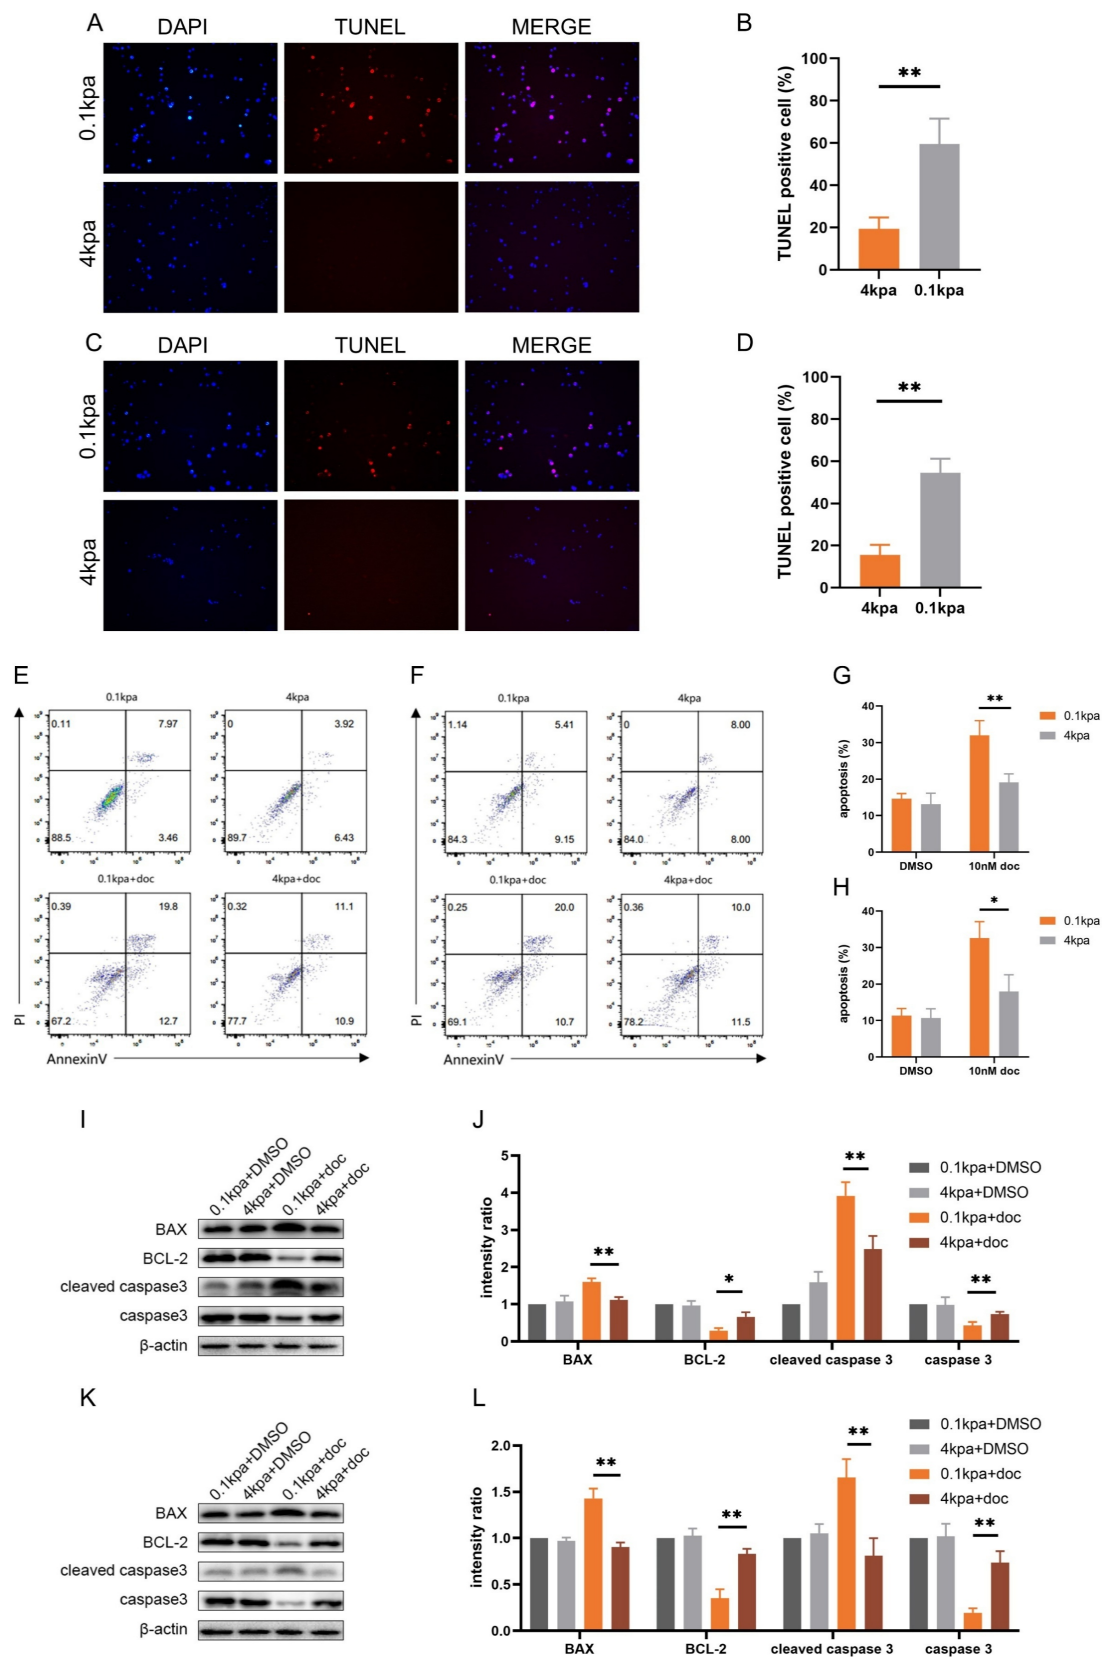 A
DAPI TUNEL MERGE
0.1kpa
4kpa
B
TUNEL positive cell (%)
100
80
60
40
20
0
**
4kpa 0.1kpa
C
DAPI TUNEL MERGE
0.1kpa
4kpa
D
TUNEL positive cell (%)
100
80
60
40
20
0
**
4kpa 0.1kpa
E
0.1kpa 4kpa
0.11 7.97 0 3.92
88.5 3.46 89.7 6.43
0.1kpa+doc 4kpa+doc
0.39 19.8 0.32 11.1
67.2 12.7 77.7 10.9
PI
AnnexinV
F
0.1kpa 4kpa
1.14 5.41 0 8.00
84.3 9.15 84.0 8.00
0.1kpa+doc 4kpa+doc
0.25 20.0 0.36 10.0
69.1 10.7 78.2 11.5
PI
AnnexinV
G
apoptosis (%)
40
30
20
10
0
**
DMSO 10nM doc
0.1kpa
4kpa
H
apoptosis (%)
40
30
20
10
0
*
DMSO 10nM doc
0.1kpa
4kpa
I
0.1kpa+DMSO
4kpa+DMSO
0.1kpa+doc
4kpa+doc
BAX
BCL-2
cleaved caspase3
caspase3
β-actin
J
intensity ratio
5
4
3
2
1
0
**
*
**
**
BAX BCL-2 cleaved caspase 3 caspase 3
0.1kpa+DMSO
4kpa+DMSO
0.1kpa+doc
4kpa+doc
K
0.1kpa+DMSO
4kpa+DMSO
0.1kpa+doc
4kpa+doc
BAX
BCL-2
cleaved caspase3
caspase3
β-actin
L
intensity ratio
2.0
1.5
1.0
0.5
0.0
**
**
**
**
BAX BCL-2 cleaved caspase 3 caspase 3
0.1kpa+DMSO
4kpa+DMSO
0.1kpa+doc
4kpa+doc